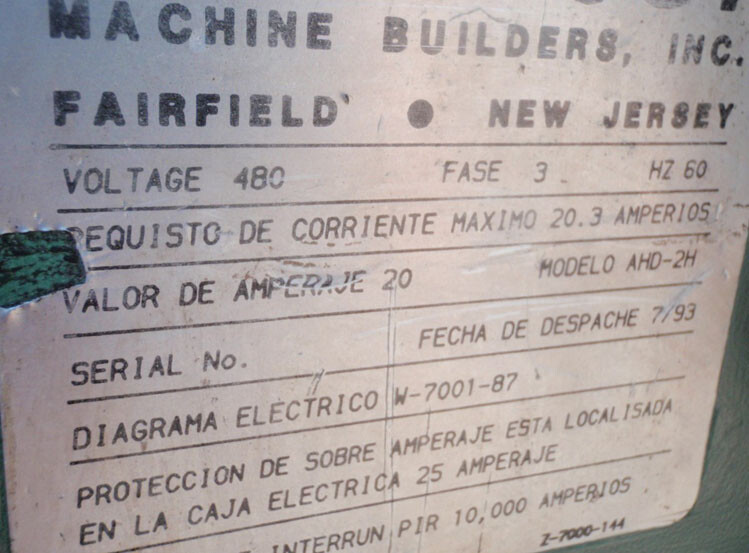 MACHINE BUILDERS, INC.
FAIRFIELD ● NEW JERSEY
VOLTAGE 480 FASE 3 HZ 60
REQUISTO DE CORRIENTE MAXIMO 20.3 AMPERIOS
VALOR DE AMPERAJE 20 MODELO AHD-2H
SERIAL No. FECHA DE DESPACHE 7/93
DIAGRAMA ELECTRICO W-7001-87
PROTECCION DE SOBRE AMPERAJE ESTA LOCALISADA
EN LA CAJA ELECTRICA 25 AMPERAJE
INTERRUN PIR 10,000 AMPERIOS
Z-7000-144